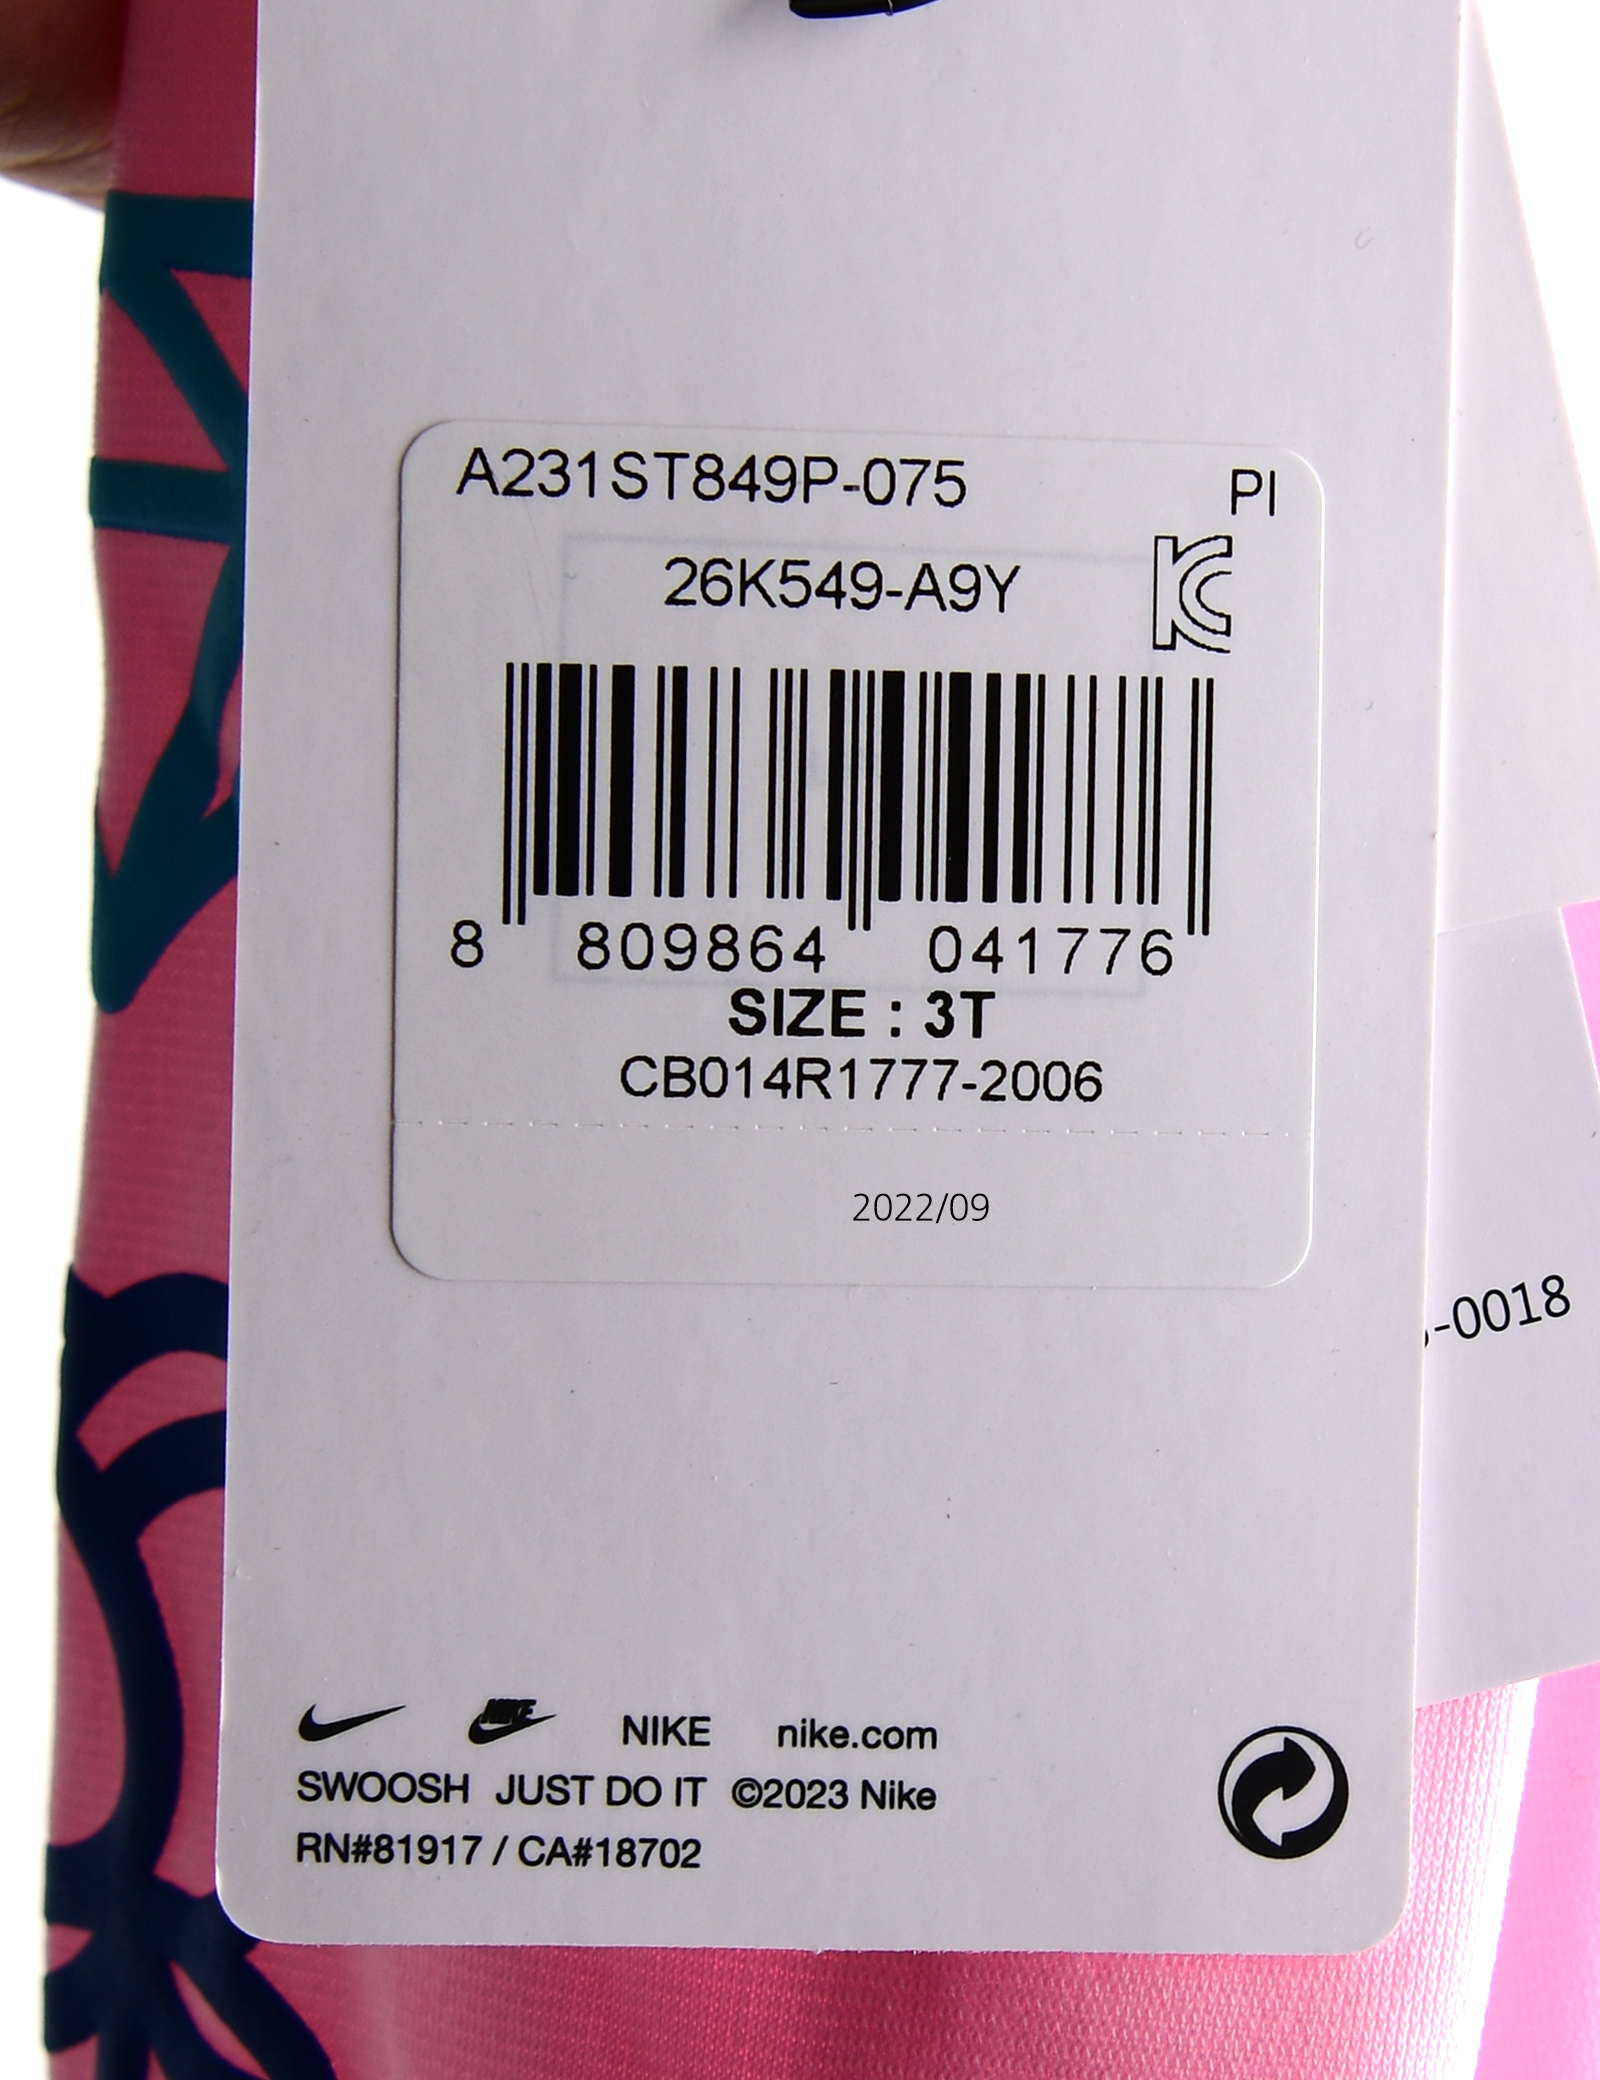 A231ST849P-075 PI
26K549-A9Y
8 809864 041776
SIZE : 3T
CB014R1777-2006
2022/09
-0018
NIKE NIKE nike.com
SWOOSH JUST DO IT ©2023 Nike
RN#81917 / CA#18702